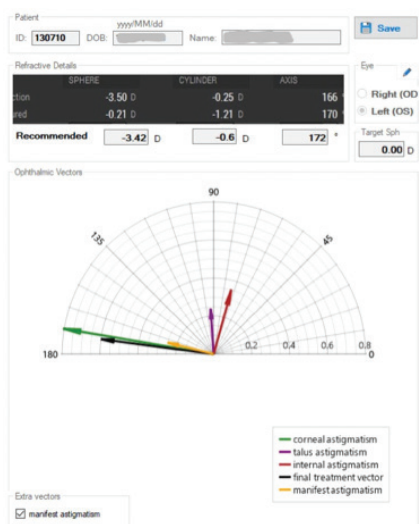 Patient
yyyy/MM/dd
ID: 130710 DOB: Name:
Save
Refractive Details
SPHERE CYLINDER AXIS
ction -3.50 D -0.25 D 166 °
red -0.21 D -1.21 D 170 °
Recommended -3.42 D -0.6 D 172 °
Eye
Right (OD
Left (OS)
Target Sph
0.00 D
Ophthalmic Vectors
90
135
45
180
0.2 0.4 0.6 0.8
0
corneal astigmatism
talus astigmatism
internal astigmatism
final treatment vector
manifest astigmatism
Extra vectors
manfest astigmatism